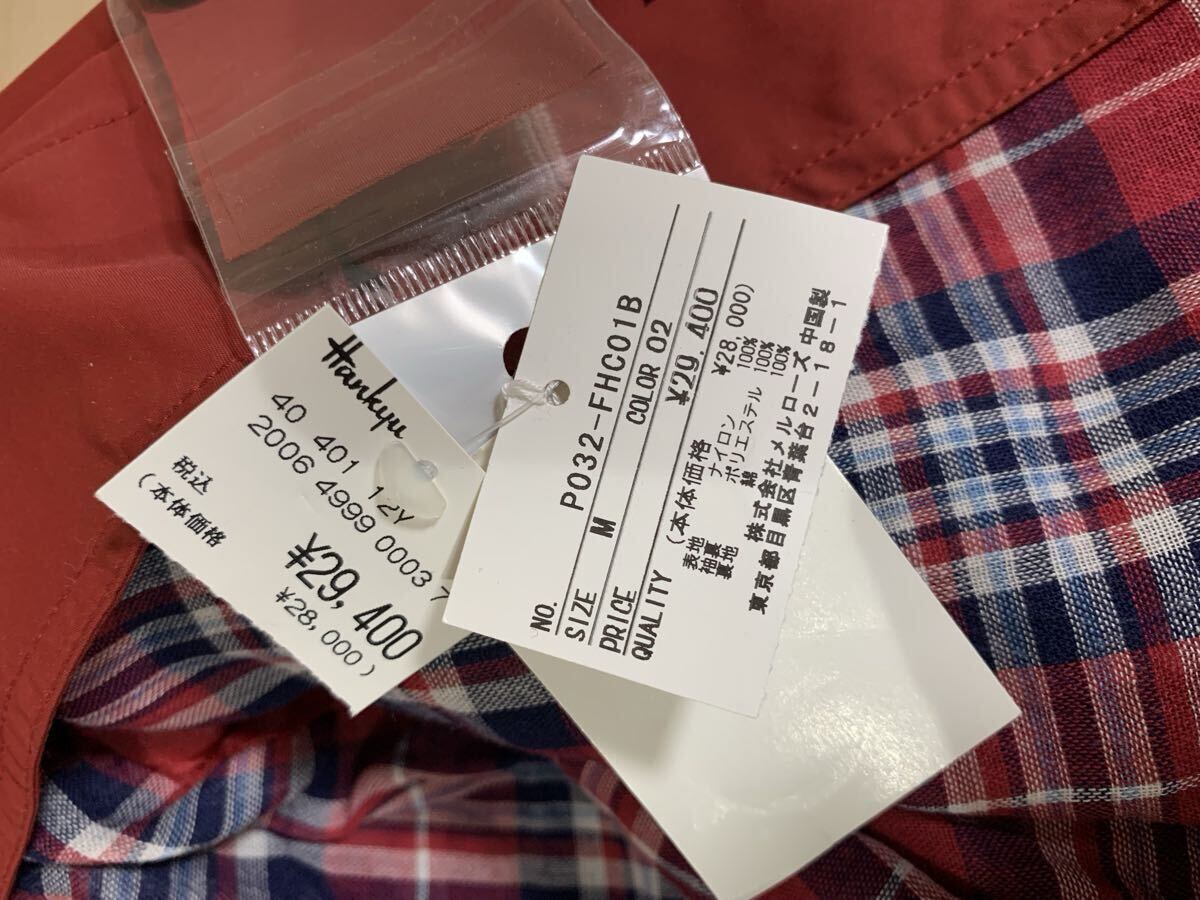 Hankyu
40 401 12Y
2006 4999 0003
税込 ¥29,400
(本体価格 ¥28,000)
NO. P032-FHC01B
SIZE M COLOR 02
PRICE ¥29,400
QUALITY (本体価格 ¥28,000)
表地 ナイロン 100%
袖裏 ポリエステル 100%
裏地 綿 100%
株式会社メルローズ 中国製
東京都目黒区青葉台2-18-1